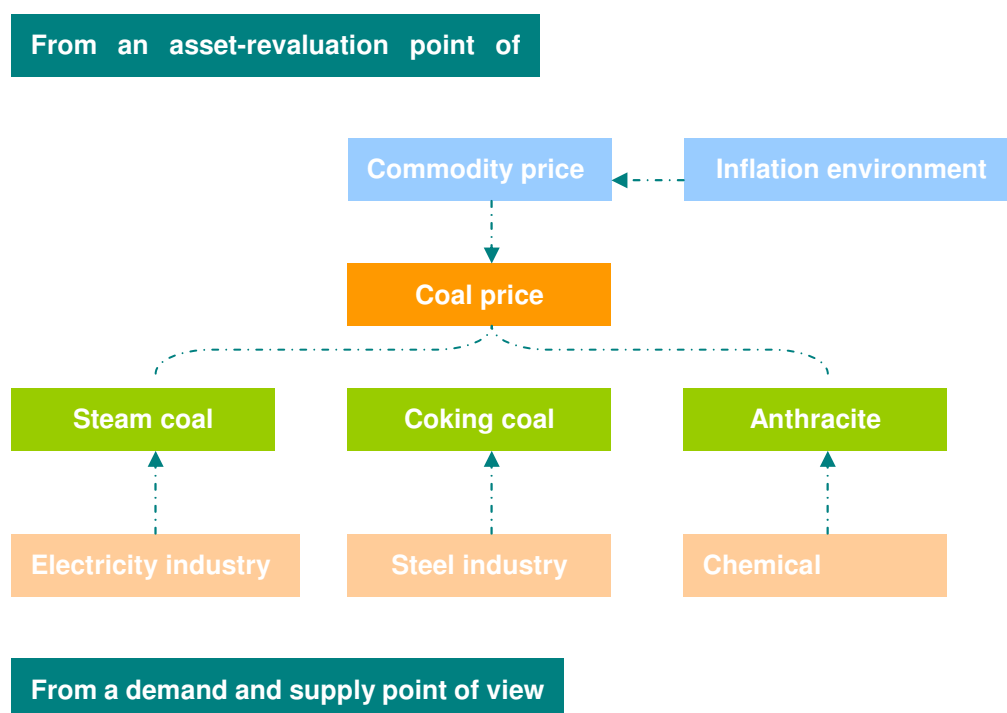 From an asset-revaluation point of
Commodity price
Inflation environment
Coal price
Steam coal
Coking coal
Anthracite
Electricity industry
Steel industry
Chemical
From a demand and supply point of view